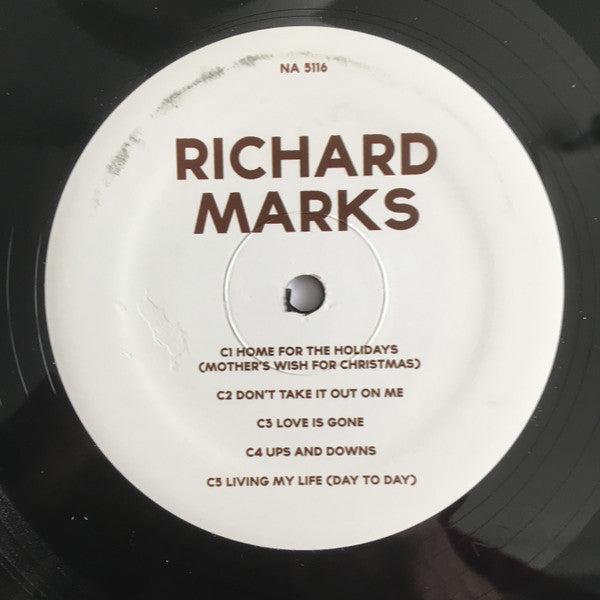 NA 5116
RICHARD
MARKS
C1 HOME FOR THE HOLIDAYS
(MOTHER'S WISH FOR CHRISTMAS)
C2 DON'T TAKE IT OUT ON ME
C3 LOVE IS GONE
C4 UPS AND DOWNS
C5 LIVING MY LIFE (DAY TO DAY)